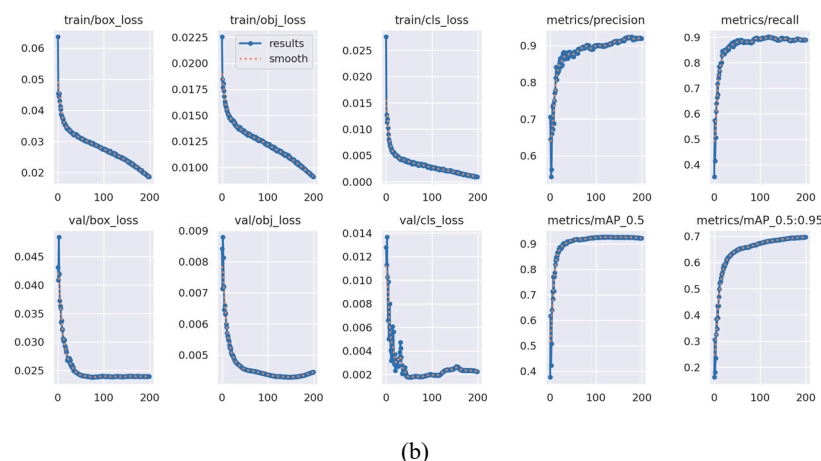 train/box_loss train/obj_loss train/cls_loss metrics/precision metrics/recall
0.06 0.05 0.04 0.03 0.02
0 100 200
0.0225 0.0200 0.0175 0.0150 0.0125 0.0100
results
smooth
0 100 200
0.025 0.020 0.015 0.010 0.005 0.000
0 100 200
0.9 0.8 0.7 0.6
0 100 200
0.9 0.8 0.7 0.6 0.5 0.4
0 100 200
val/box_loss val/obj_loss val/cls_loss metrics/mAP_0.5 metrics/mAP_0.5:0.95
0.045 0.040 0.035 0.030 0.025
0 100 200
0.009 0.008 0.007 0.006 0.005
0 100 200
0.014 0.012 0.010 0.008 0.006 0.004 0.002
0 100 200
0.9 0.8 0.7 0.6 0.5 0.4
0 100 200
0.7 0.6 0.5 0.4 0.3 0.2
0 100 200
(b)